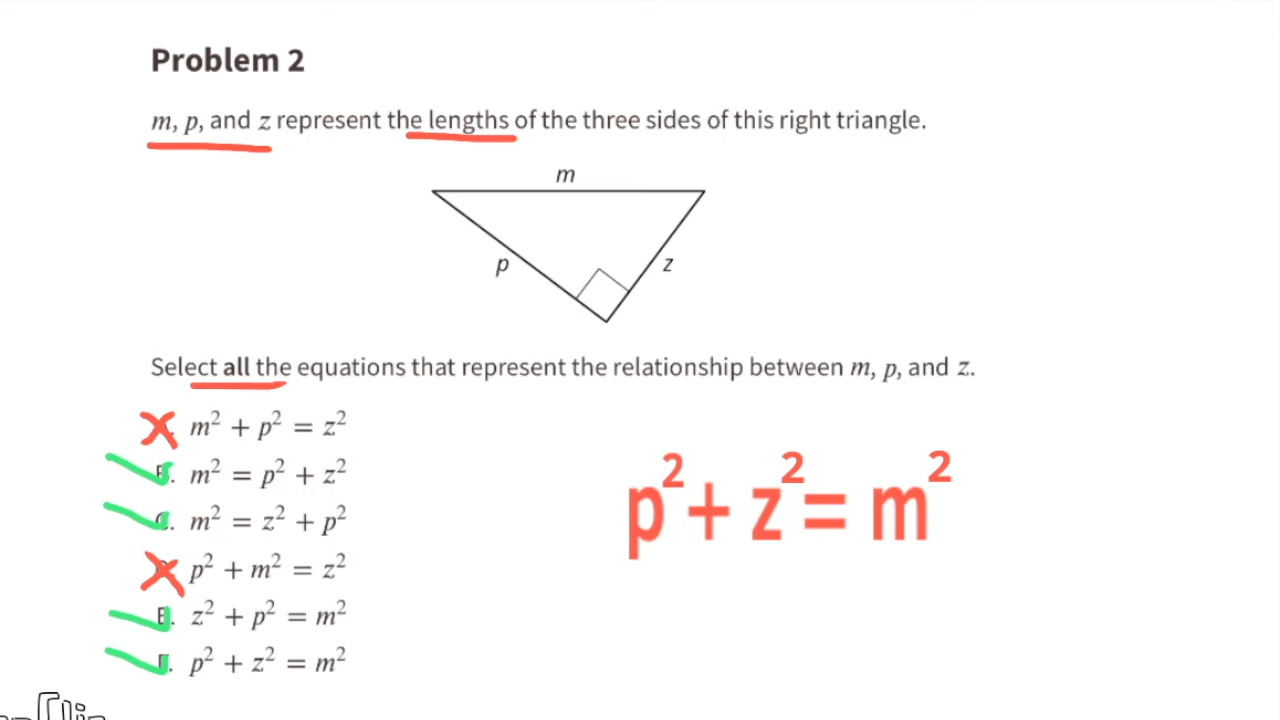 Problem 2
m, p, and z represent the lengths of the three sides of this right triangle.
m
p
z
Select all the equations that represent the relationship between m, p, and z.
m² + p² = z²
B. m² = p² + z²
C. m² = z² + p²
p² + m² = z²
E. z² + p² = m²
F. p² + z² = m²
p² + z² = m²